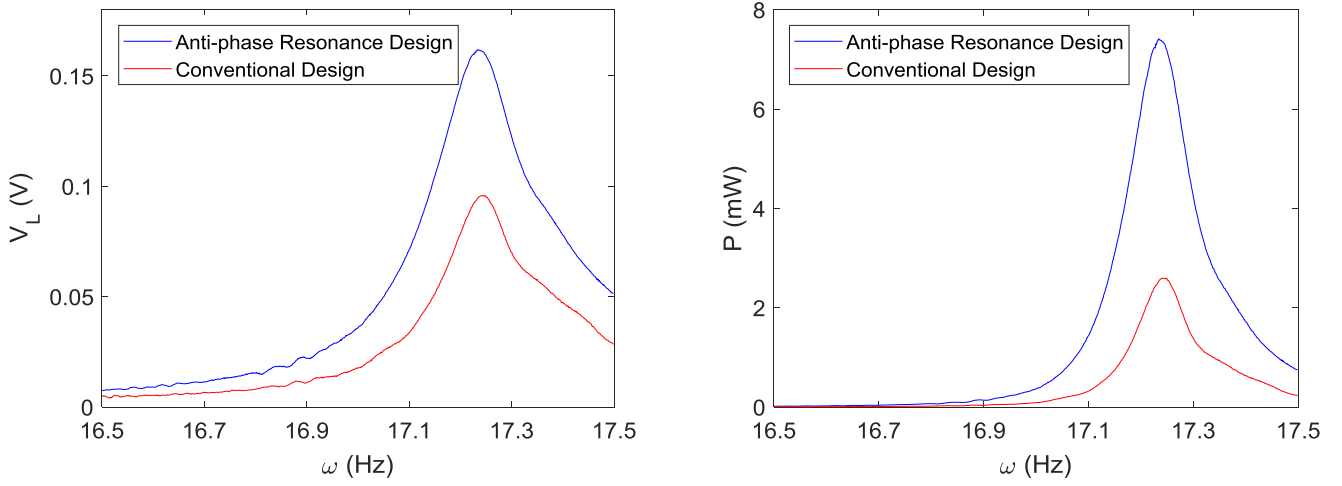 Anti-phase Resonance Design
Conventional Design
0.15
0.1
0.05
0
V_L (V)
16.5 16.7 16.9 17.1 17.3 17.5
ω (Hz)
Anti-phase Resonance Design
Conventional Design
8
6
4
2
0
P (mW)
16.5 16.7 16.9 17.1 17.3 17.5
ω (Hz)